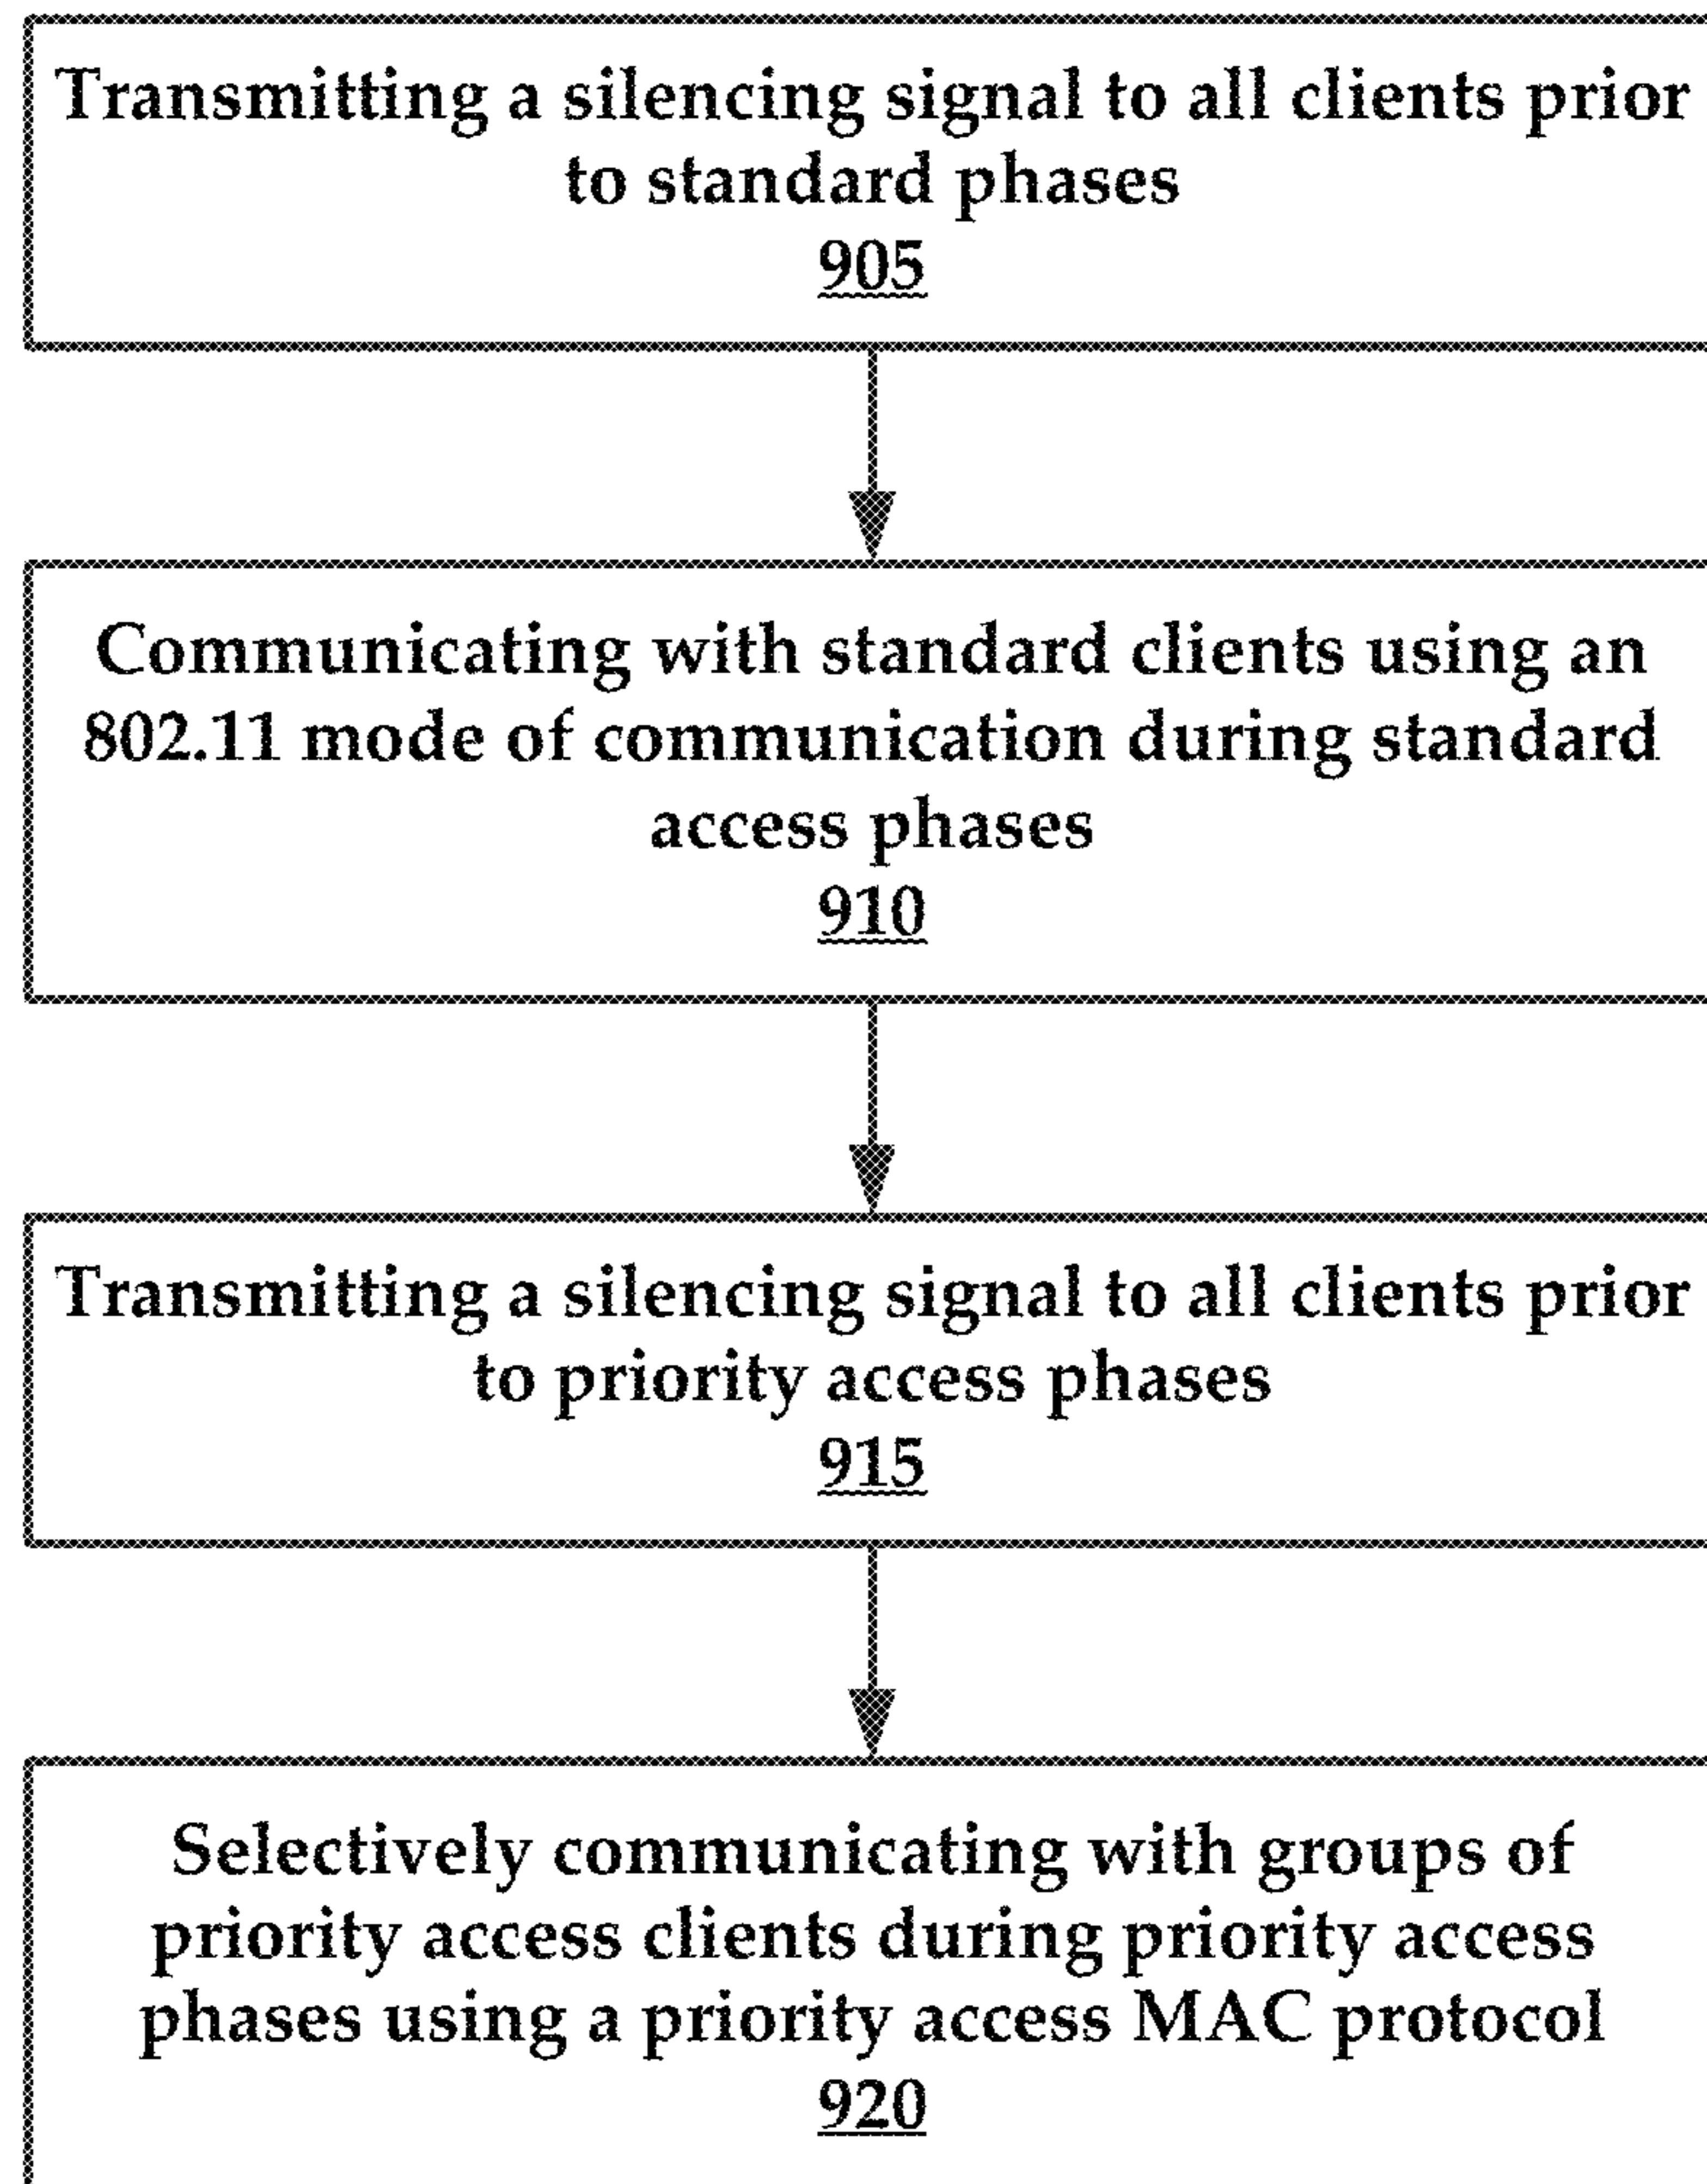 Transmitting a silencing signal to all clients prior
to standard phases
905
Communicating with standard clients using an
802.11 mode of communication during standard
access phases
910
Transmitting a silencing signal to all clients prior
to priority access phases
915
Selectively communicating with groups of
priority access clients during priority access
phases using a priority access MAC protocol
920